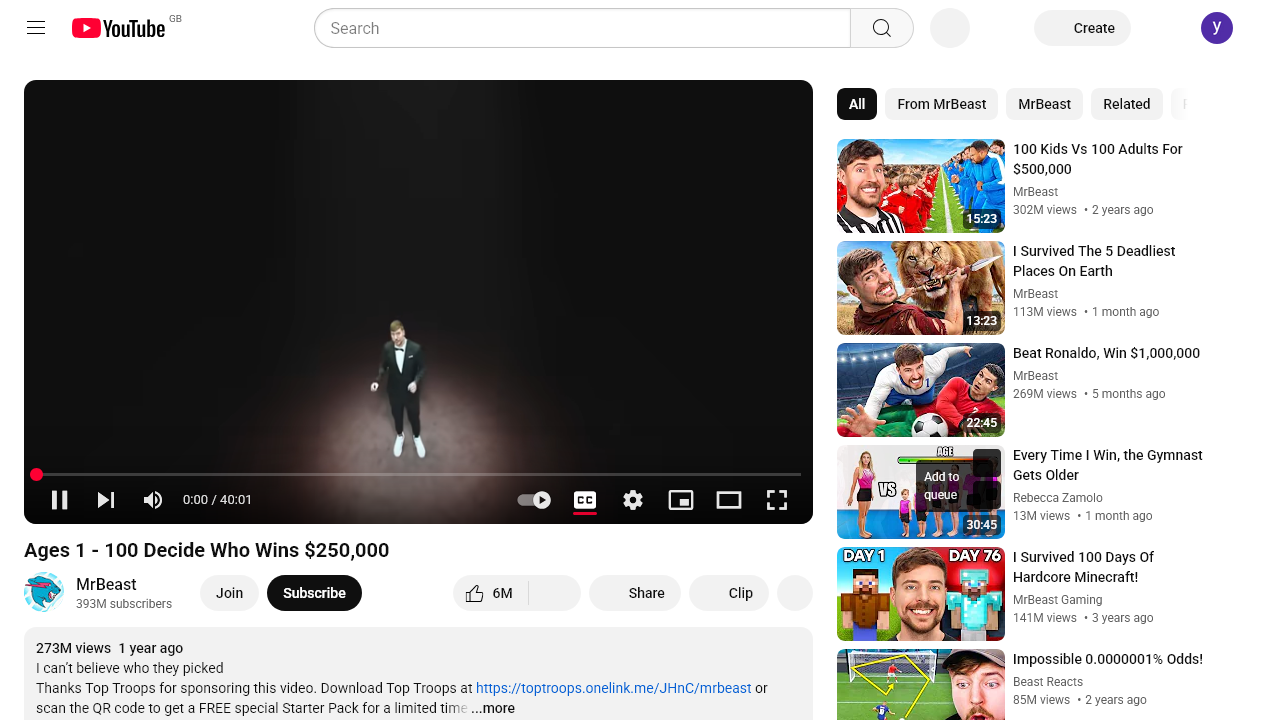 YouTube GB
Search
Create
y
All
From MrBeast
MrBeast
Related
100 Kids Vs 100 Adults For
$500,000
MrBeast
302M views • 2 years ago
15:23
I Survived The 5 Deadliest
Places On Earth
MrBeast
113M views • 1 month ago
13:23
Beat Ronaldo, Win $1,000,000
MrBeast
269M views • 5 months ago
22:45
AGE
VS
Add to
queue
30:45
Every Time I Win, the Gymnast
Gets Older
Rebecca Zamolo
13M views • 1 month ago
DAY 1 DAY 76
I Survived 100 Days Of
Hardcore Minecraft!
MrBeast Gaming
141M views • 3 years ago
Impossible 0.0000001% Odds!
Beast Reacts
85M views • 2 years ago
0:00 / 40:01
CC
Ages 1 - 100 Decide Who Wins $250,000
MrBeast
393M subscribers
Join
Subscribe
6M
Share
Clip
273M views 1 year ago
I can't believe who they picked
Thanks Top Troops for sponsoring this video. Download Top Troops at https://toptroops.onelink.me/JHnC/mrbeast or
scan the QR code to get a FREE special Starter Pack for a limited time ...more